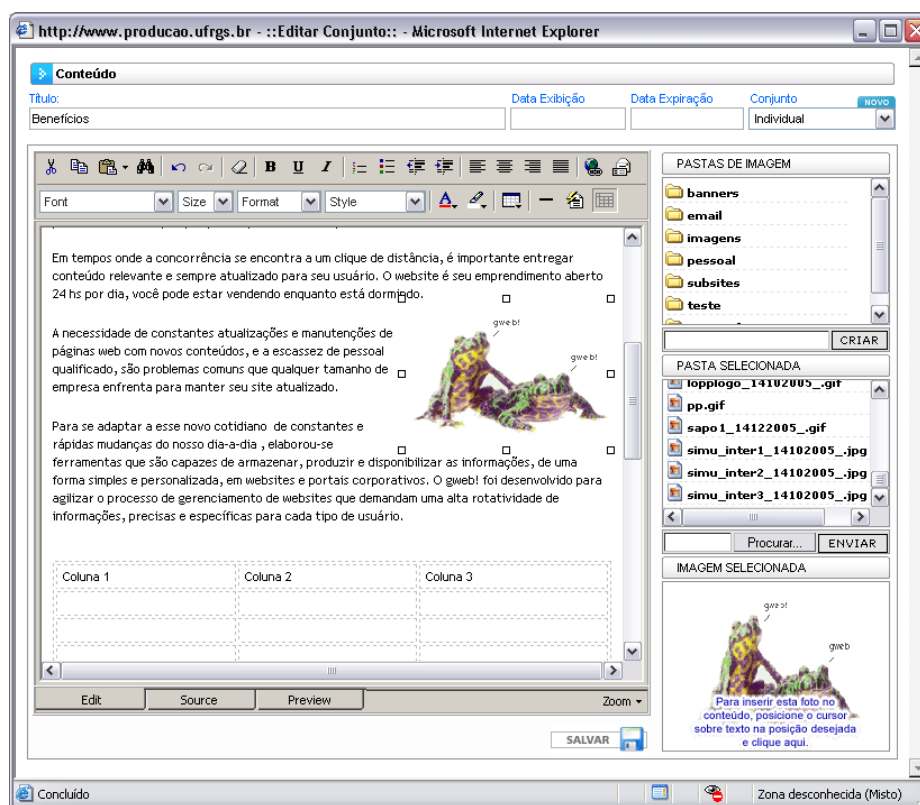 http://www.producao.ufrgs.br - ::Editar Conjunto:: - Microsoft Internet Explorer
Conteúdo
Título:
Data Exibição
Data Expiração
Conjunto
NOVO
Benefícios
Individual
B U I
Font
Size
Format
Style
Em tempos onde a concorrência se encontra a um clique de distância, é importante entregar
conteúdo relevante e sempre atualizado para seu usuário. O website é seu emprendimento aberto
24 hs por dia, você pode estar vendendo enquanto está dormindo.
A necessidade de constantes atualizações e manutenções de
páginas web com novos conteúdos, e a escassez de pessoal
qualificado, são problemas comuns que qualquer tamanho de
empresa enfrenta para manter seu site atualizado.
gweb!
gweb!
Para se adaptar a esse novo cotidiano de constantes e
rápidas mudanças do nosso dia-a-dia , elaborou-se
ferramentas que são capazes de armazenar, produzir e disponibilizar as informações, de uma
forma simples e personalizada, em websites e portais corporativos. O gweb! foi desenvolvido para
agilizar o processo de gerenciamento de websites que demandam uma alta rotatividade de
informações, precisas e específicas para cada tipo de usuário.
Coluna 1
Coluna 2
Coluna 3
Edit
Source
Preview
Zoom
SALVAR
PASTAS DE IMAGEM
banners
email
imagens
pessoal
subsites
teste
CRIAR
PASTA SELECIONADA
lopplogo_14102005_.gif
pp.gif
sapo1_14122005_.gif
simu_inter1_14102005_.jpg
simu_inter2_14102005_.jpg
simu_inter3_14102005_.jpg
Procurar...
ENVIAR
IMAGEM SELECIONADA
gweb!
gweb
Para inserir esta foto no
conteúdo, posicione o cursor
sobre texto na posição desejada
e clique aqui.
Concluído
Zona desconhecida (Misto)